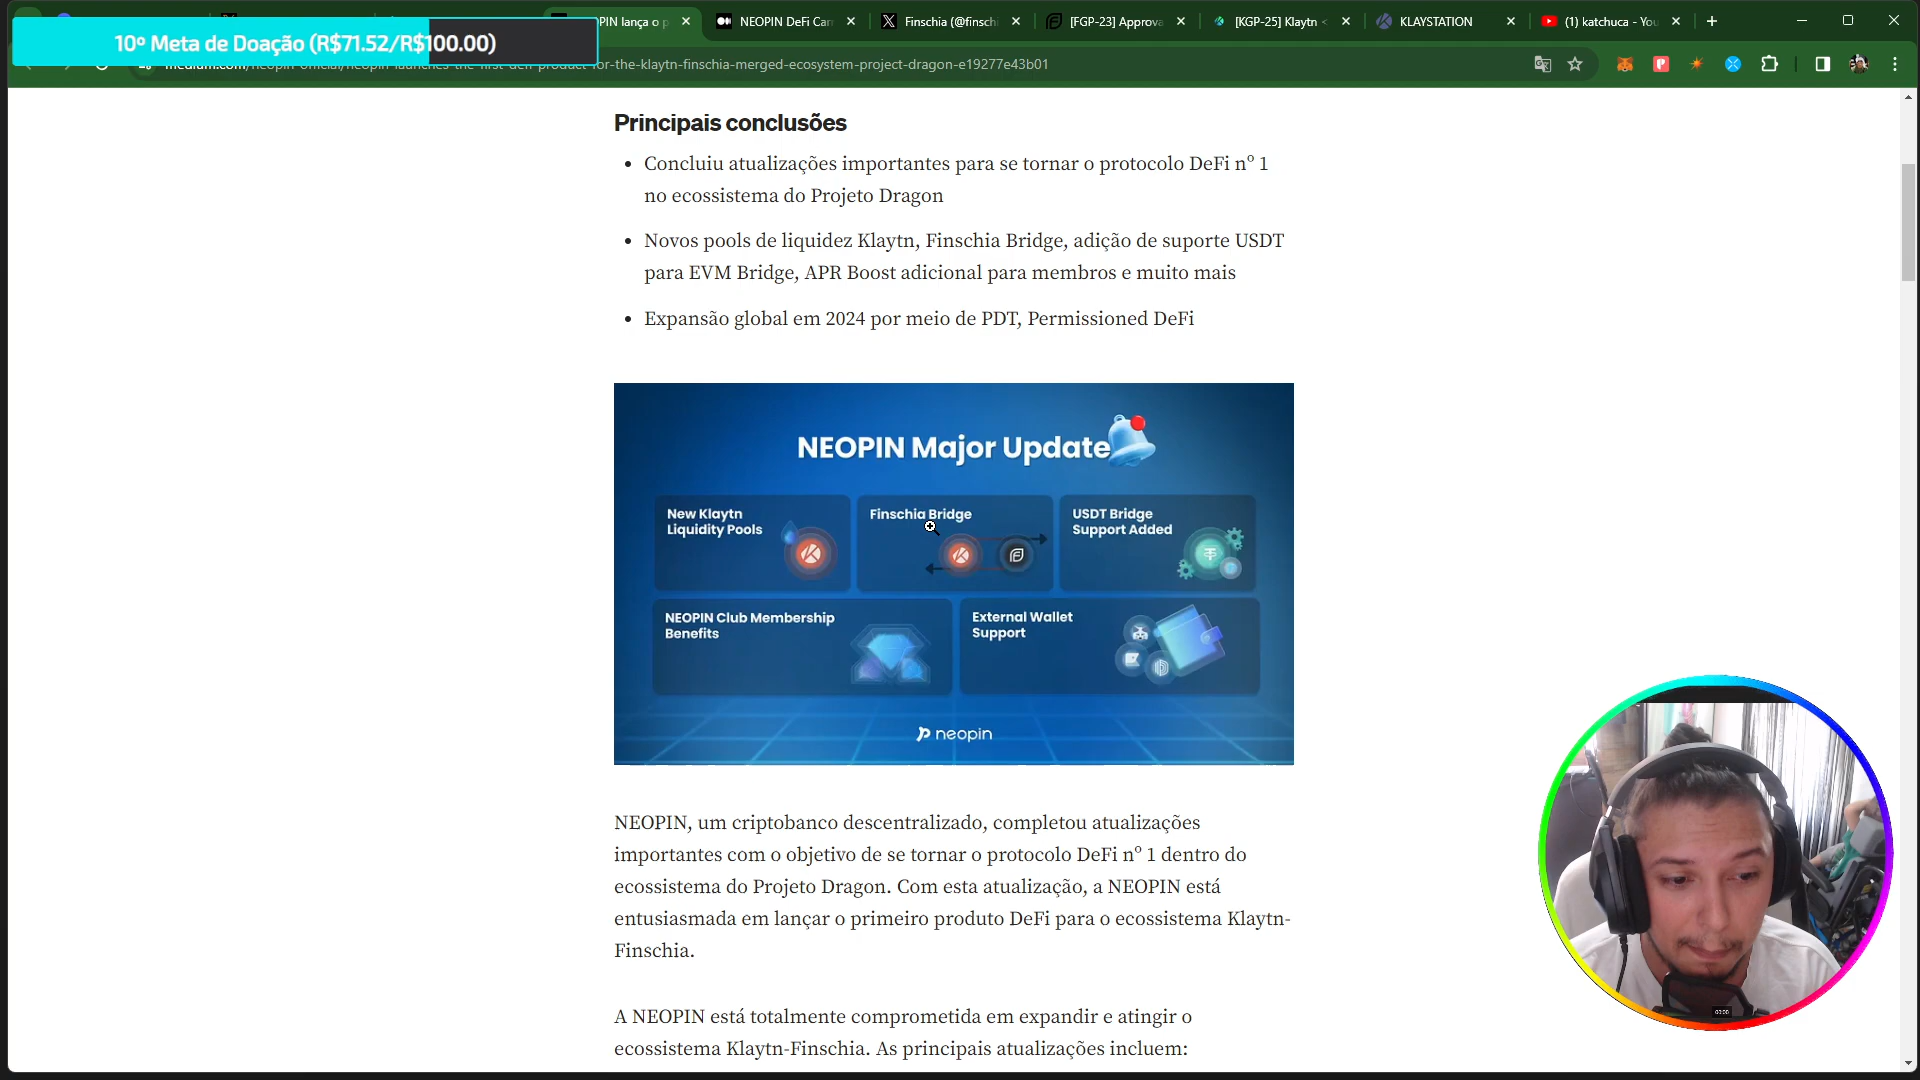 10º Meta de Doação (R$71.52/R$100.00)
OPIN lança o p
NEOPIN DeFi Can
Finschia (@finschi
[FGP-23] Approva
[KGP-25] Klaytn <
KLAYSTATION
(1) katchuca - You
medium.com/neopin-official/neopin-launches-the-first-defi-product-for-the-klaytn-finschia-merged-ecosystem-project-dragon-e19277e43b01
Principais conclusões
• Concluiu atualizações importantes para se tornar o protocolo DeFi nº 1
no ecossistema do Projeto Dragon
• Novos pools de liquidez Klaytn, Finschia Bridge, adição de suporte USDT
para EVM Bridge, APR Boost adicional para membros e muito mais
• Expansão global em 2024 por meio de PDT, Permissioned DeFi
NEOPIN Major Update
New Klaytn
Liquidity Pools
Finschia Bridge
USDT Bridge
Support Added
NEOPIN Club Membership
Benefits
External Wallet
Support
neopin
NEOPIN, um criptobanco descentralizado, completou atualizações
importantes com o objetivo de se tornar o protocolo DeFi nº 1 dentro do
ecossistema do Projeto Dragon. Com esta atualização, a NEOPIN está
entusiasmada em lançar o primeiro produto DeFi para o ecossistema Klaytn-
Finschia.
A NEOPIN está totalmente comprometida em expandir e atingir o
ecossistema Klaytn-Finschia. As principais atualizações incluem: